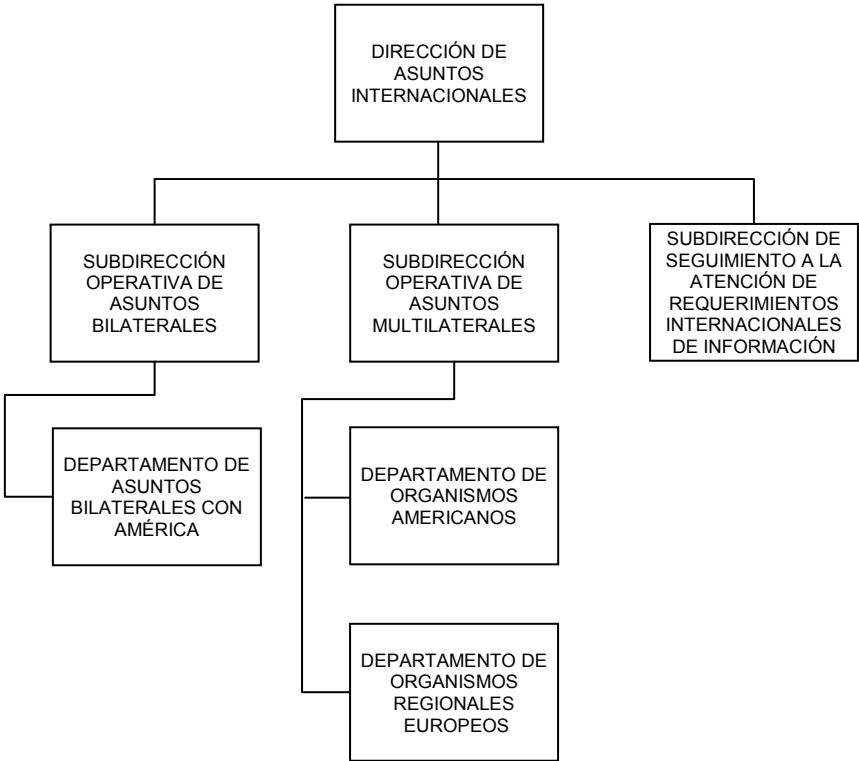 DIRECCIÓN DE
ASUNTOS
INTERNACIONALES
SUBDIRECCIÓN
OPERATIVA DE
ASUNTOS
BILATERALES
SUBDIRECCIÓN
OPERATIVA DE
ASUNTOS
MULTILATERALES
SUBDIRECCIÓN DE
SEGUIMIENTO A LA
ATENCIÓN DE
REQUERIMIENTOS
INTERNACIONALES
DE INFORMACIÓN
DEPARTAMENTO DE
ASUNTOS
BILATERALES CON
AMÉRICA
DEPARTAMENTO DE
ORGANISMOS
AMERICANOS
DEPARTAMENTO DE
ORGANISMOS
REGIONALES
EUROPEOS